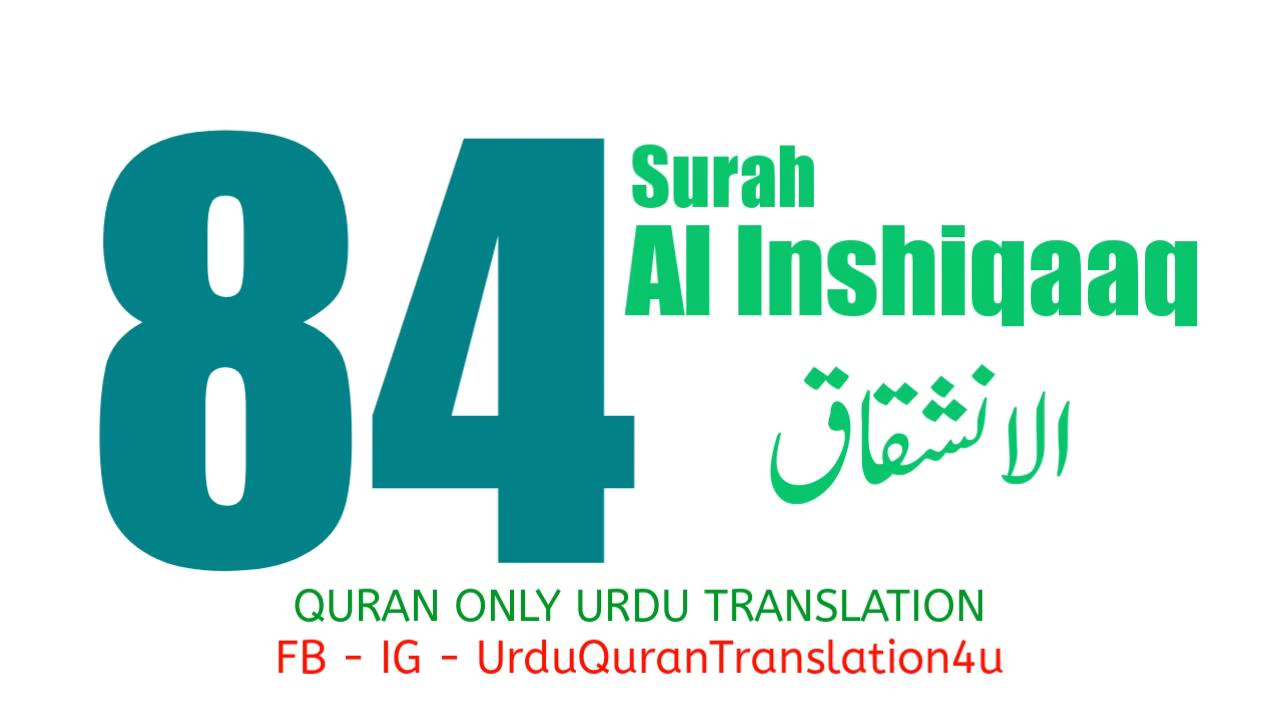 84
Surah
Al Inshiqaaq
الانشقاق
QURAN ONLY URDU TRANSLATION
FB - IG - UrduQuranTranslation4u